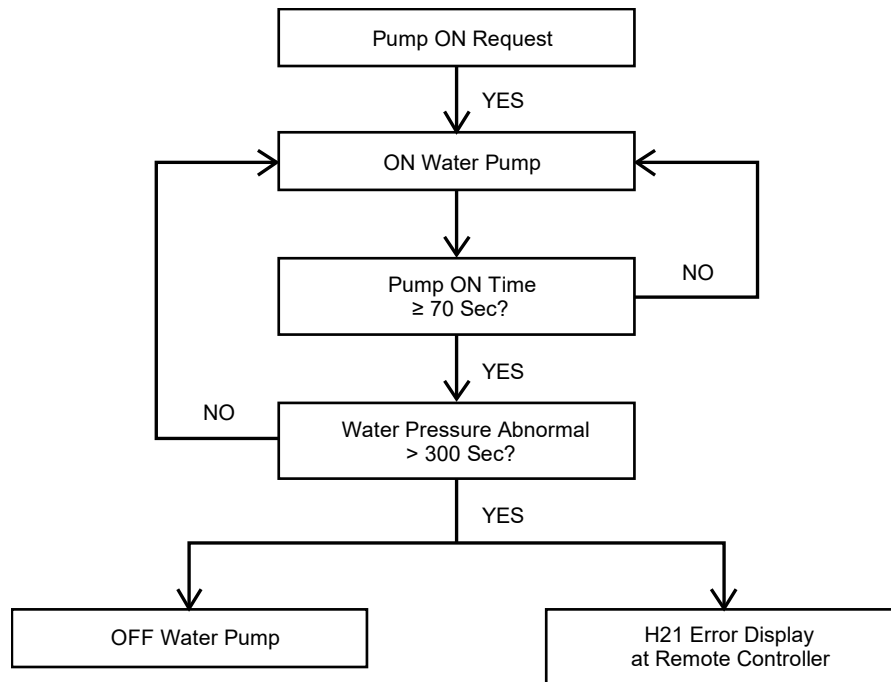 Pump ON Request
YES
ON Water Pump
Pump ON Time
≥ 70 Sec?
NO
YES
Water Pressure Abnormal
> 300 Sec?
NO
YES
OFF Water Pump
H21 Error Display
at Remote Controller